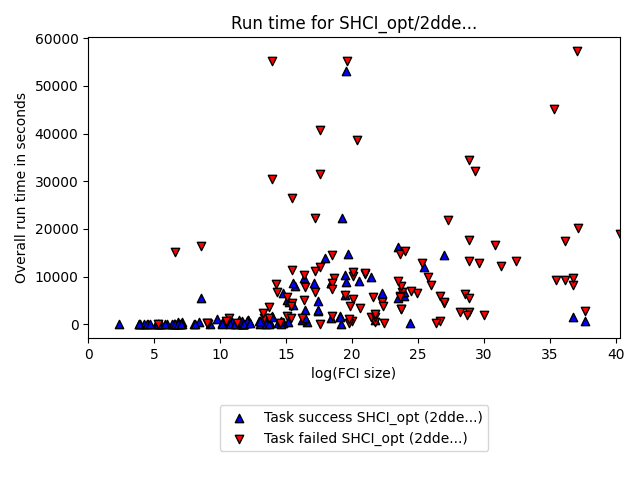 Run time for SHCI_opt/2dde...
60000
50000
40000
30000
20000
10000
0
Overall run time in seconds
0 5 10 15 20 25 30 35 40
log(FCI size)
Task success SHCI_opt (2dde...)
Task failed SHCI_opt (2dde...)